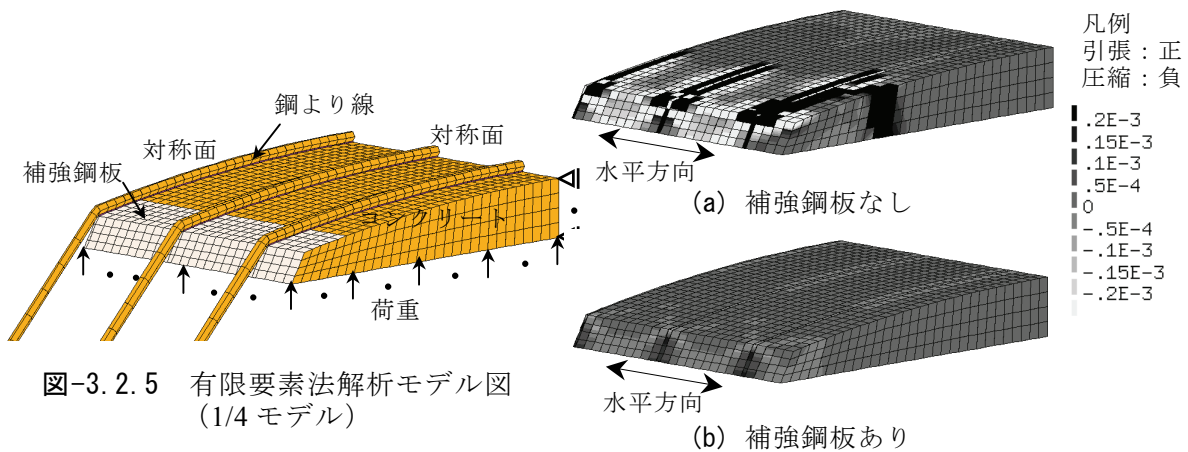 鋼より線
対称面
対称面
補強鋼板
コンクリート
荷重
図-3.2.5 有限要素法解析モデル図
（1/4 モデル）
水平方向
(a) 補強鋼板なし
水平方向
(b) 補強鋼板あり
凡例
引張：正
圧縮：負
.2E-3
.15E-3
.1E-3
.5E-4
0
-.5E-4
-.1E-3
-.15E-3
-.2E-3